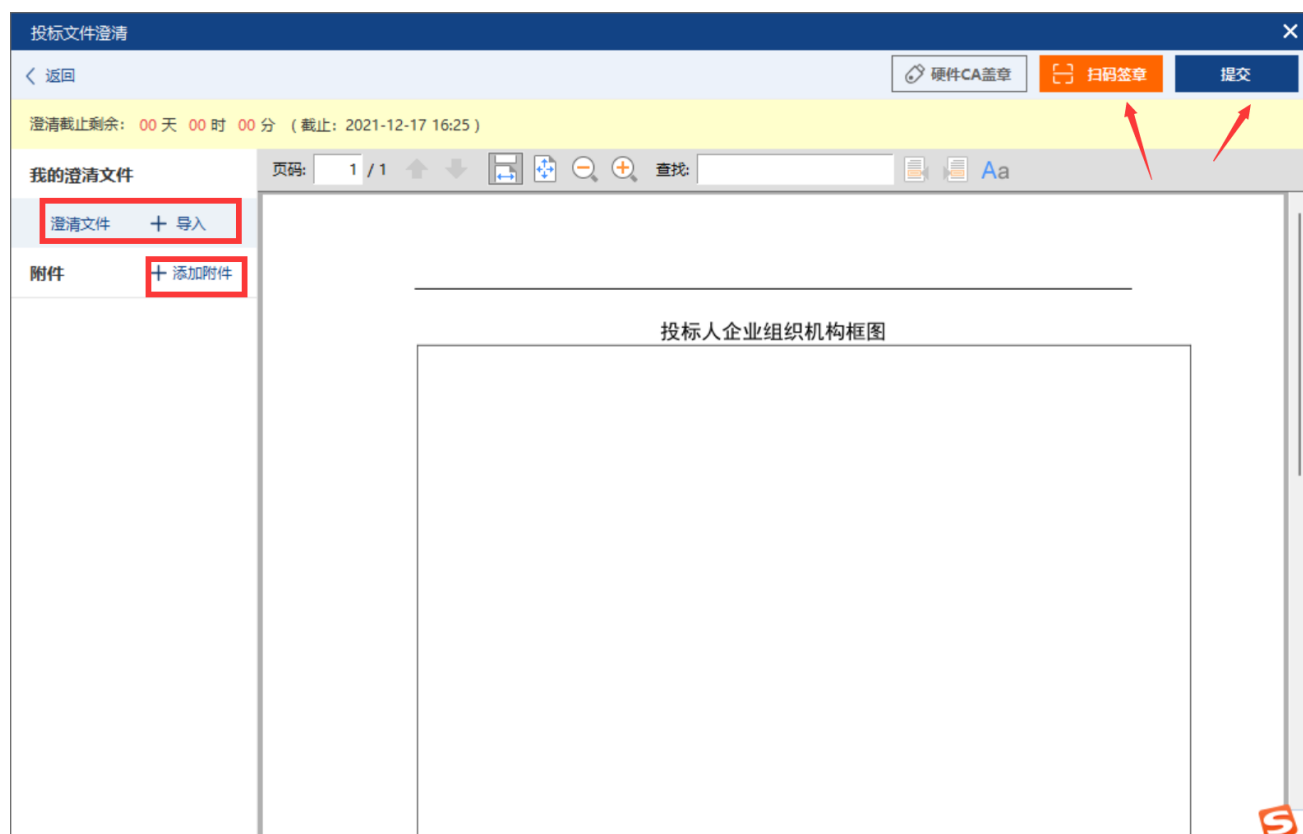 投标文件澄清
返回 硬件CA盖章 扫码签章 提交
澄清截止剩余: 00 天 00 时 00 分 ( 截止: 2021-12-17 16:25 )
我的澄清文件
页码: 1 / 1 查找: Aa
澄清文件 + 导入
附件 + 添加附件
投标人企业组织机构框图